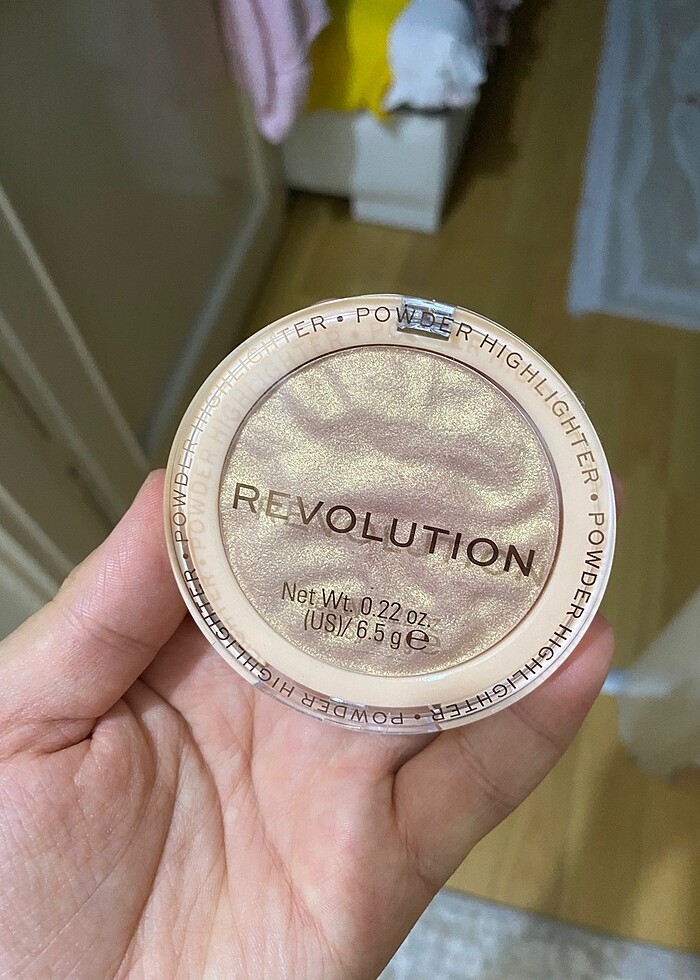 POWDER HIGHLIGHTER • POWDER HIGHLIGHTER • POWDER HIGHLIGHTER • POWDER HIGHLIGHTER •
REVOLUTION
Net Wt. 0.22 oz.
(US)/ 6.5 g ℮